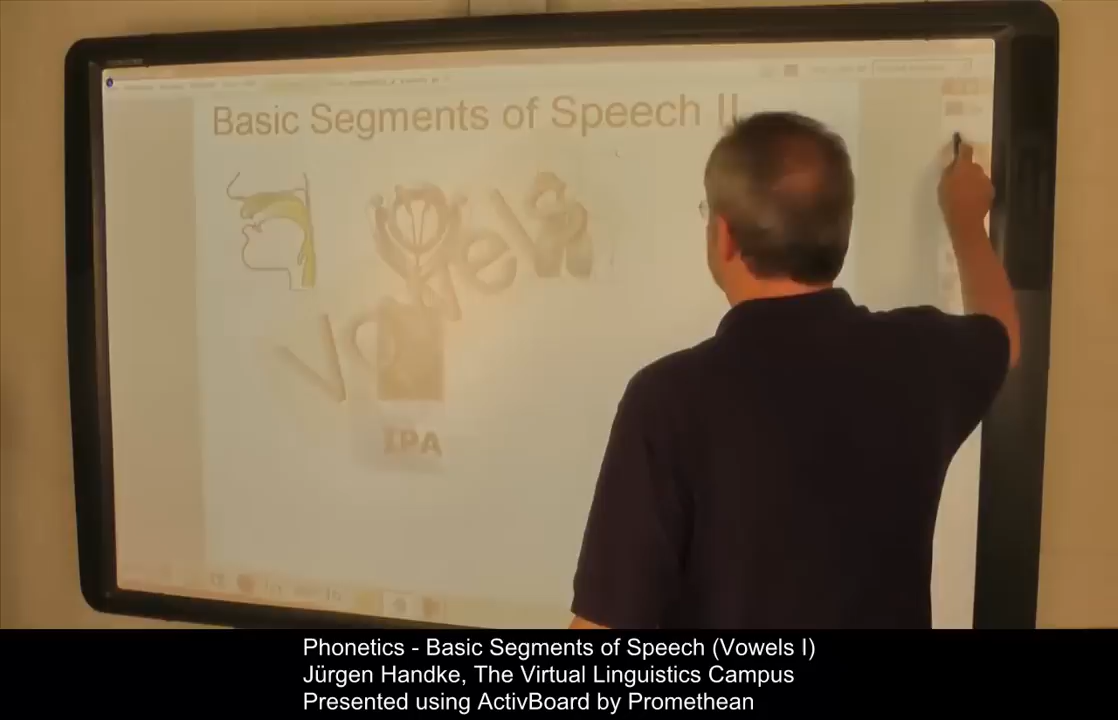 Basic Segments of Speech II
Vowels
IPA
Phonetics - Basic Segments of Speech (Vowels I)
Jürgen Handke, The Virtual Linguistics Campus
Presented using ActivBoard by Promethean